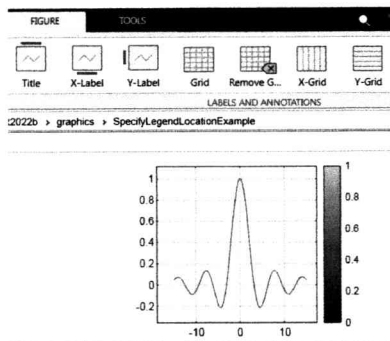 FIGURE TOOLS
Title X-Label Y-Label Grid Remove G... X-Grid Y-Grid
LABELS AND ANNOTATIONS
2022b > graphics > SpecifyLegendLocationExample
1
0.8
0.6
0.4
0.2
0
-0.2
-10 0 10
1
0.8
0.6
0.4
0.2
0